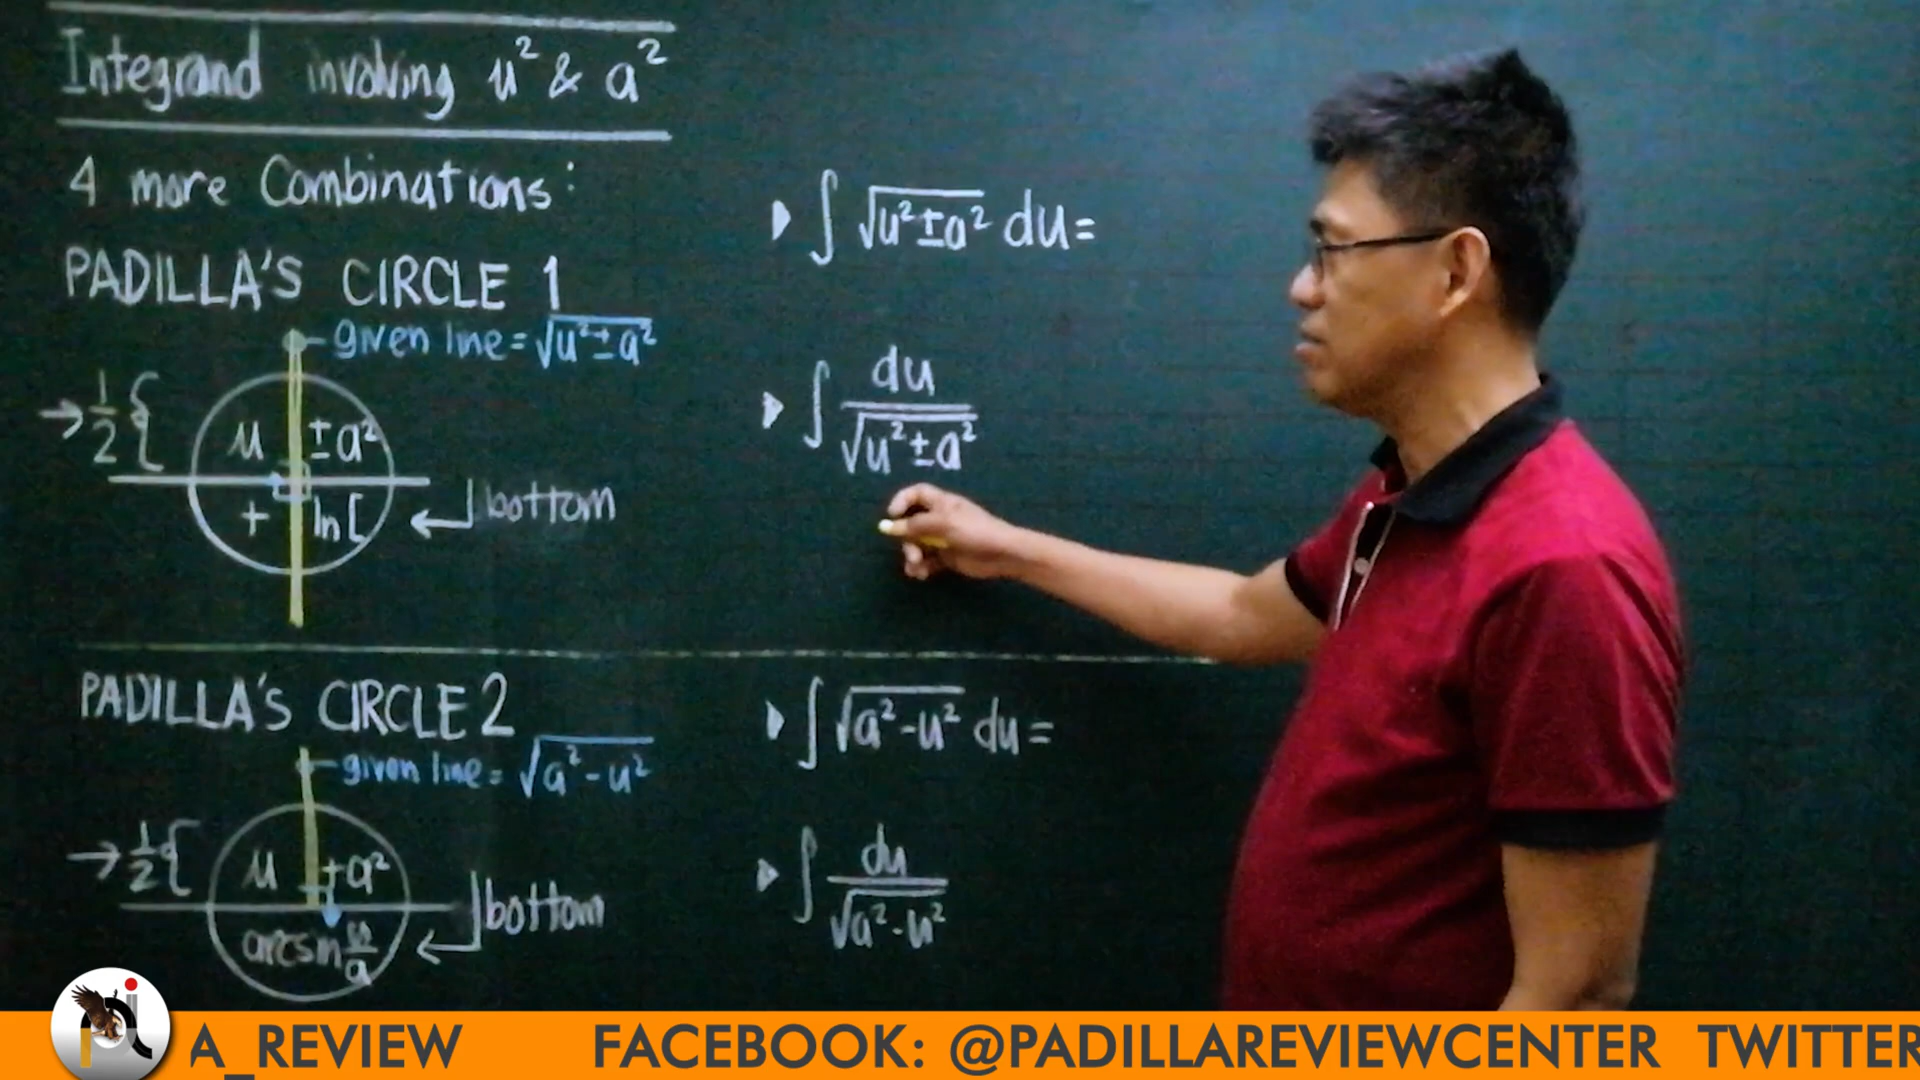 Integrand involving u² & a²
4 more Combinations:
PADILLA'S CIRCLE 1
given line = √u²±a²
→ 1/2 {
u ±a²
+ ln [
bottom
▸ ∫ √u²±a² du =
▸ ∫ du/√u²±a²
PADILLA'S CIRCLE 2
given line = √a²-u²
→ 1/2 {
u +a²
arcsin u/a
bottom
▸ ∫ √a²-u² du =
▸ ∫ du/√a²-u²
A_REVIEW FACEBOOK: @PADILLAREVIEWCENTER TWITTER